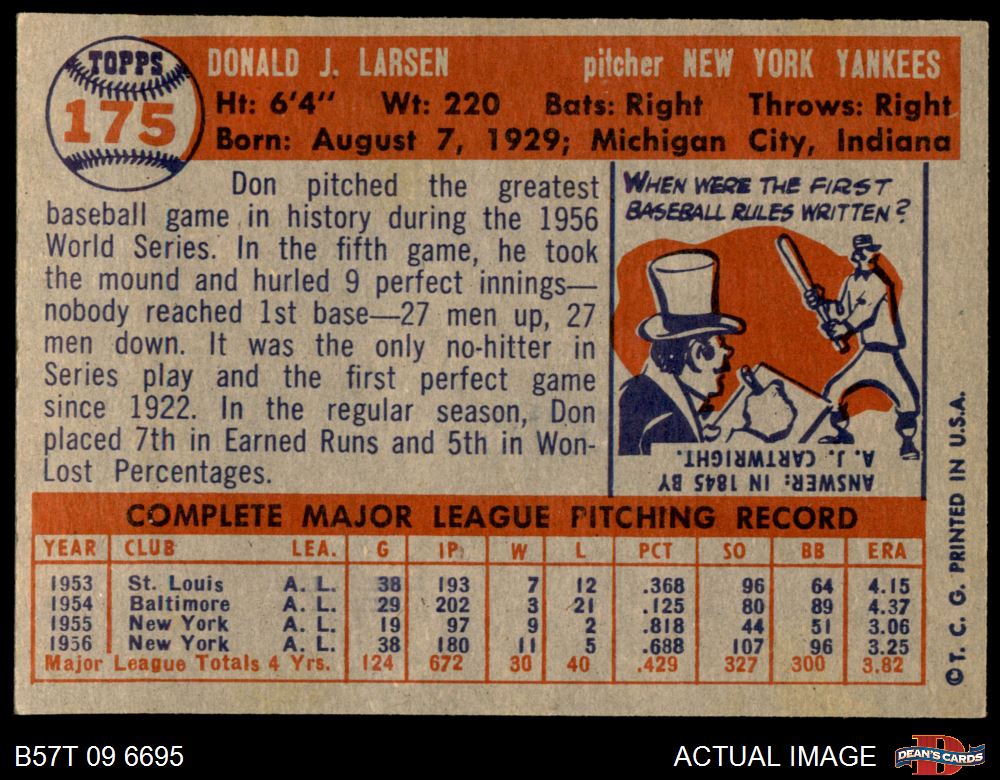 TOPPS
175
DONALD J. LARSEN pitcher NEW YORK YANKEES
Ht: 6'4" Wt: 220 Bats: Right Throws: Right
Born: August 7, 1929; Michigan City, Indiana
Don pitched the greatest
baseball game in history during the 1956
World Series. In the fifth game, he took
the mound and hurled 9 perfect innings—
nobody reached 1st base—27 men up, 27
men down. It was the only no-hitter in
Series play and the first perfect game
since 1922. In the regular season, Don
placed 7th in Earned Runs and 5th in Won-
Lost Percentages.
WHEN WERE THE FIRST
BASEBALL RULES WRITTEN?
ANSWER: IN 1845 BY
A. J. CARTWRIGHT.
COMPLETE MAJOR LEAGUE PITCHING RECORD
YEAR CLUB LEA. G IP W L PCT SO BB ERA
1953 St. Louis A. L. 38 193 7 12 .368 96 64 4.15
1954 Baltimore A. L. 29 202 3 21 .125 80 89 4.37
1955 New York A. L. 19 97 9 2 .818 44 51 3.06
1956 New York A. L. 38 180 11 5 .688 107 96 3.25
Major League Totals 4 Yrs. 124 672 30 40 .429 327 300 3.82
©T. C. G. PRINTED IN U.S.A.
B57T 09 6695
ACTUAL IMAGE
DEAN'S CARDS